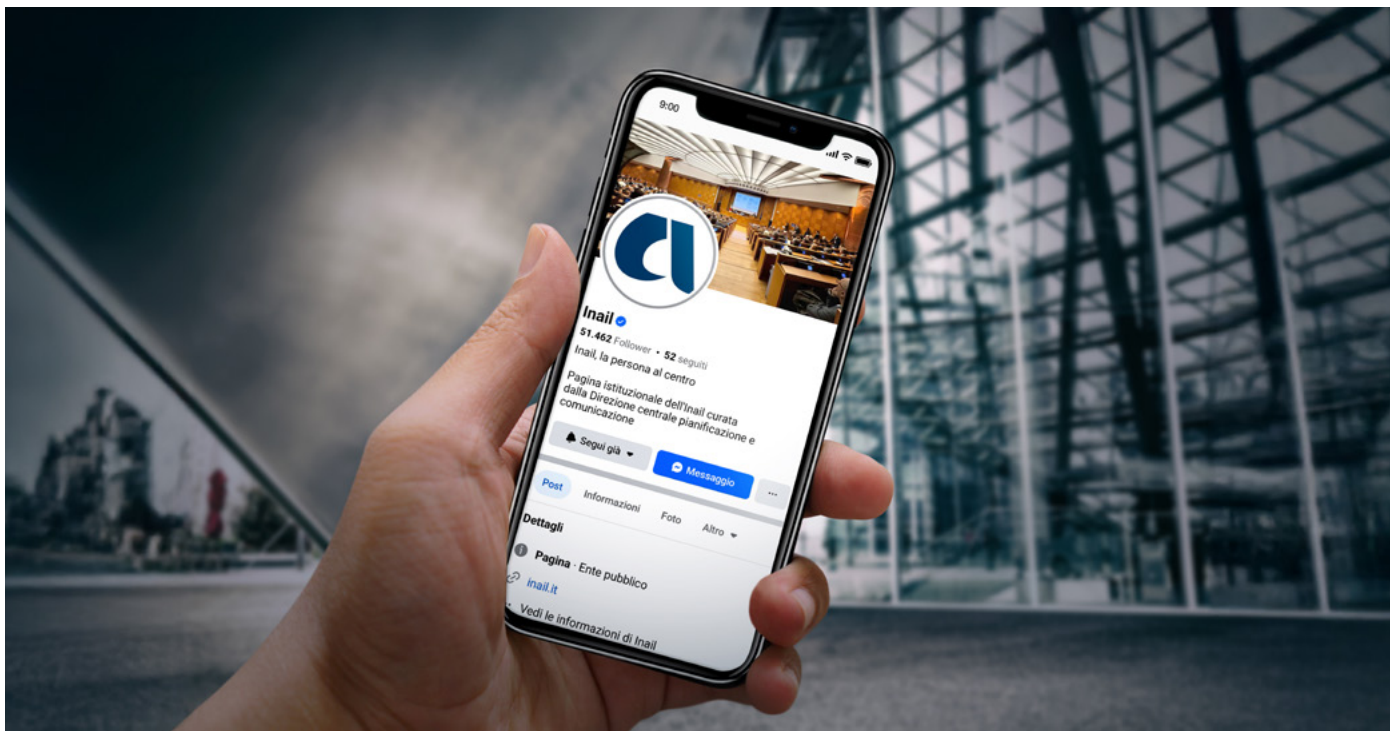 9:00
Inail
51.462 Follower • 52 seguiti
Inail, la persona al centro
Pagina istituzionale dell'Inail curata
dalla Direzione centrale pianificazione e
comunicazione
Segui già
Messaggio
...
Post Informazioni Foto Altro
Dettagli
Pagina · Ente pubblico
inail.it
Vedi le informazioni di Inail